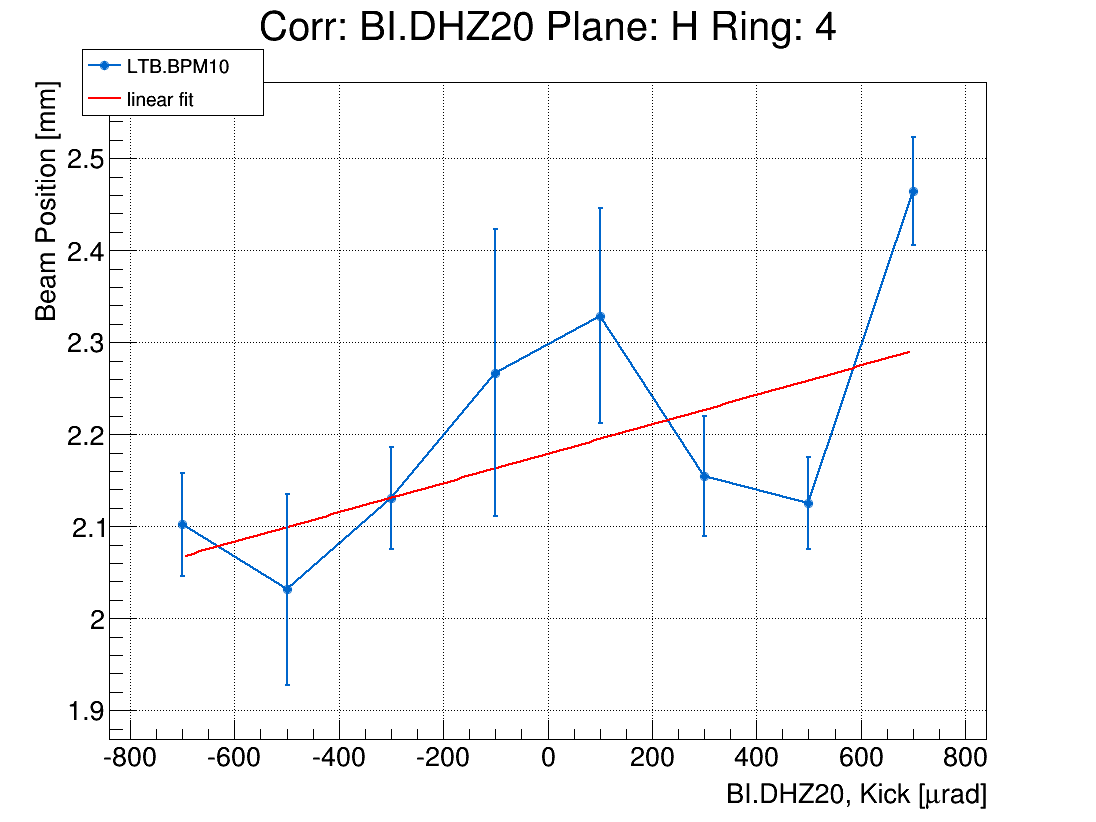 Corr: BI.DHZ20 Plane: H Ring: 4
LTB.BPM10
linear fit
Beam Position [mm]
2.5
2.4
2.3
2.2
2.1
2
1.9
-800 -600 -400 -200 0 200 400 600 800
BI.DHZ20, Kick [μrad]